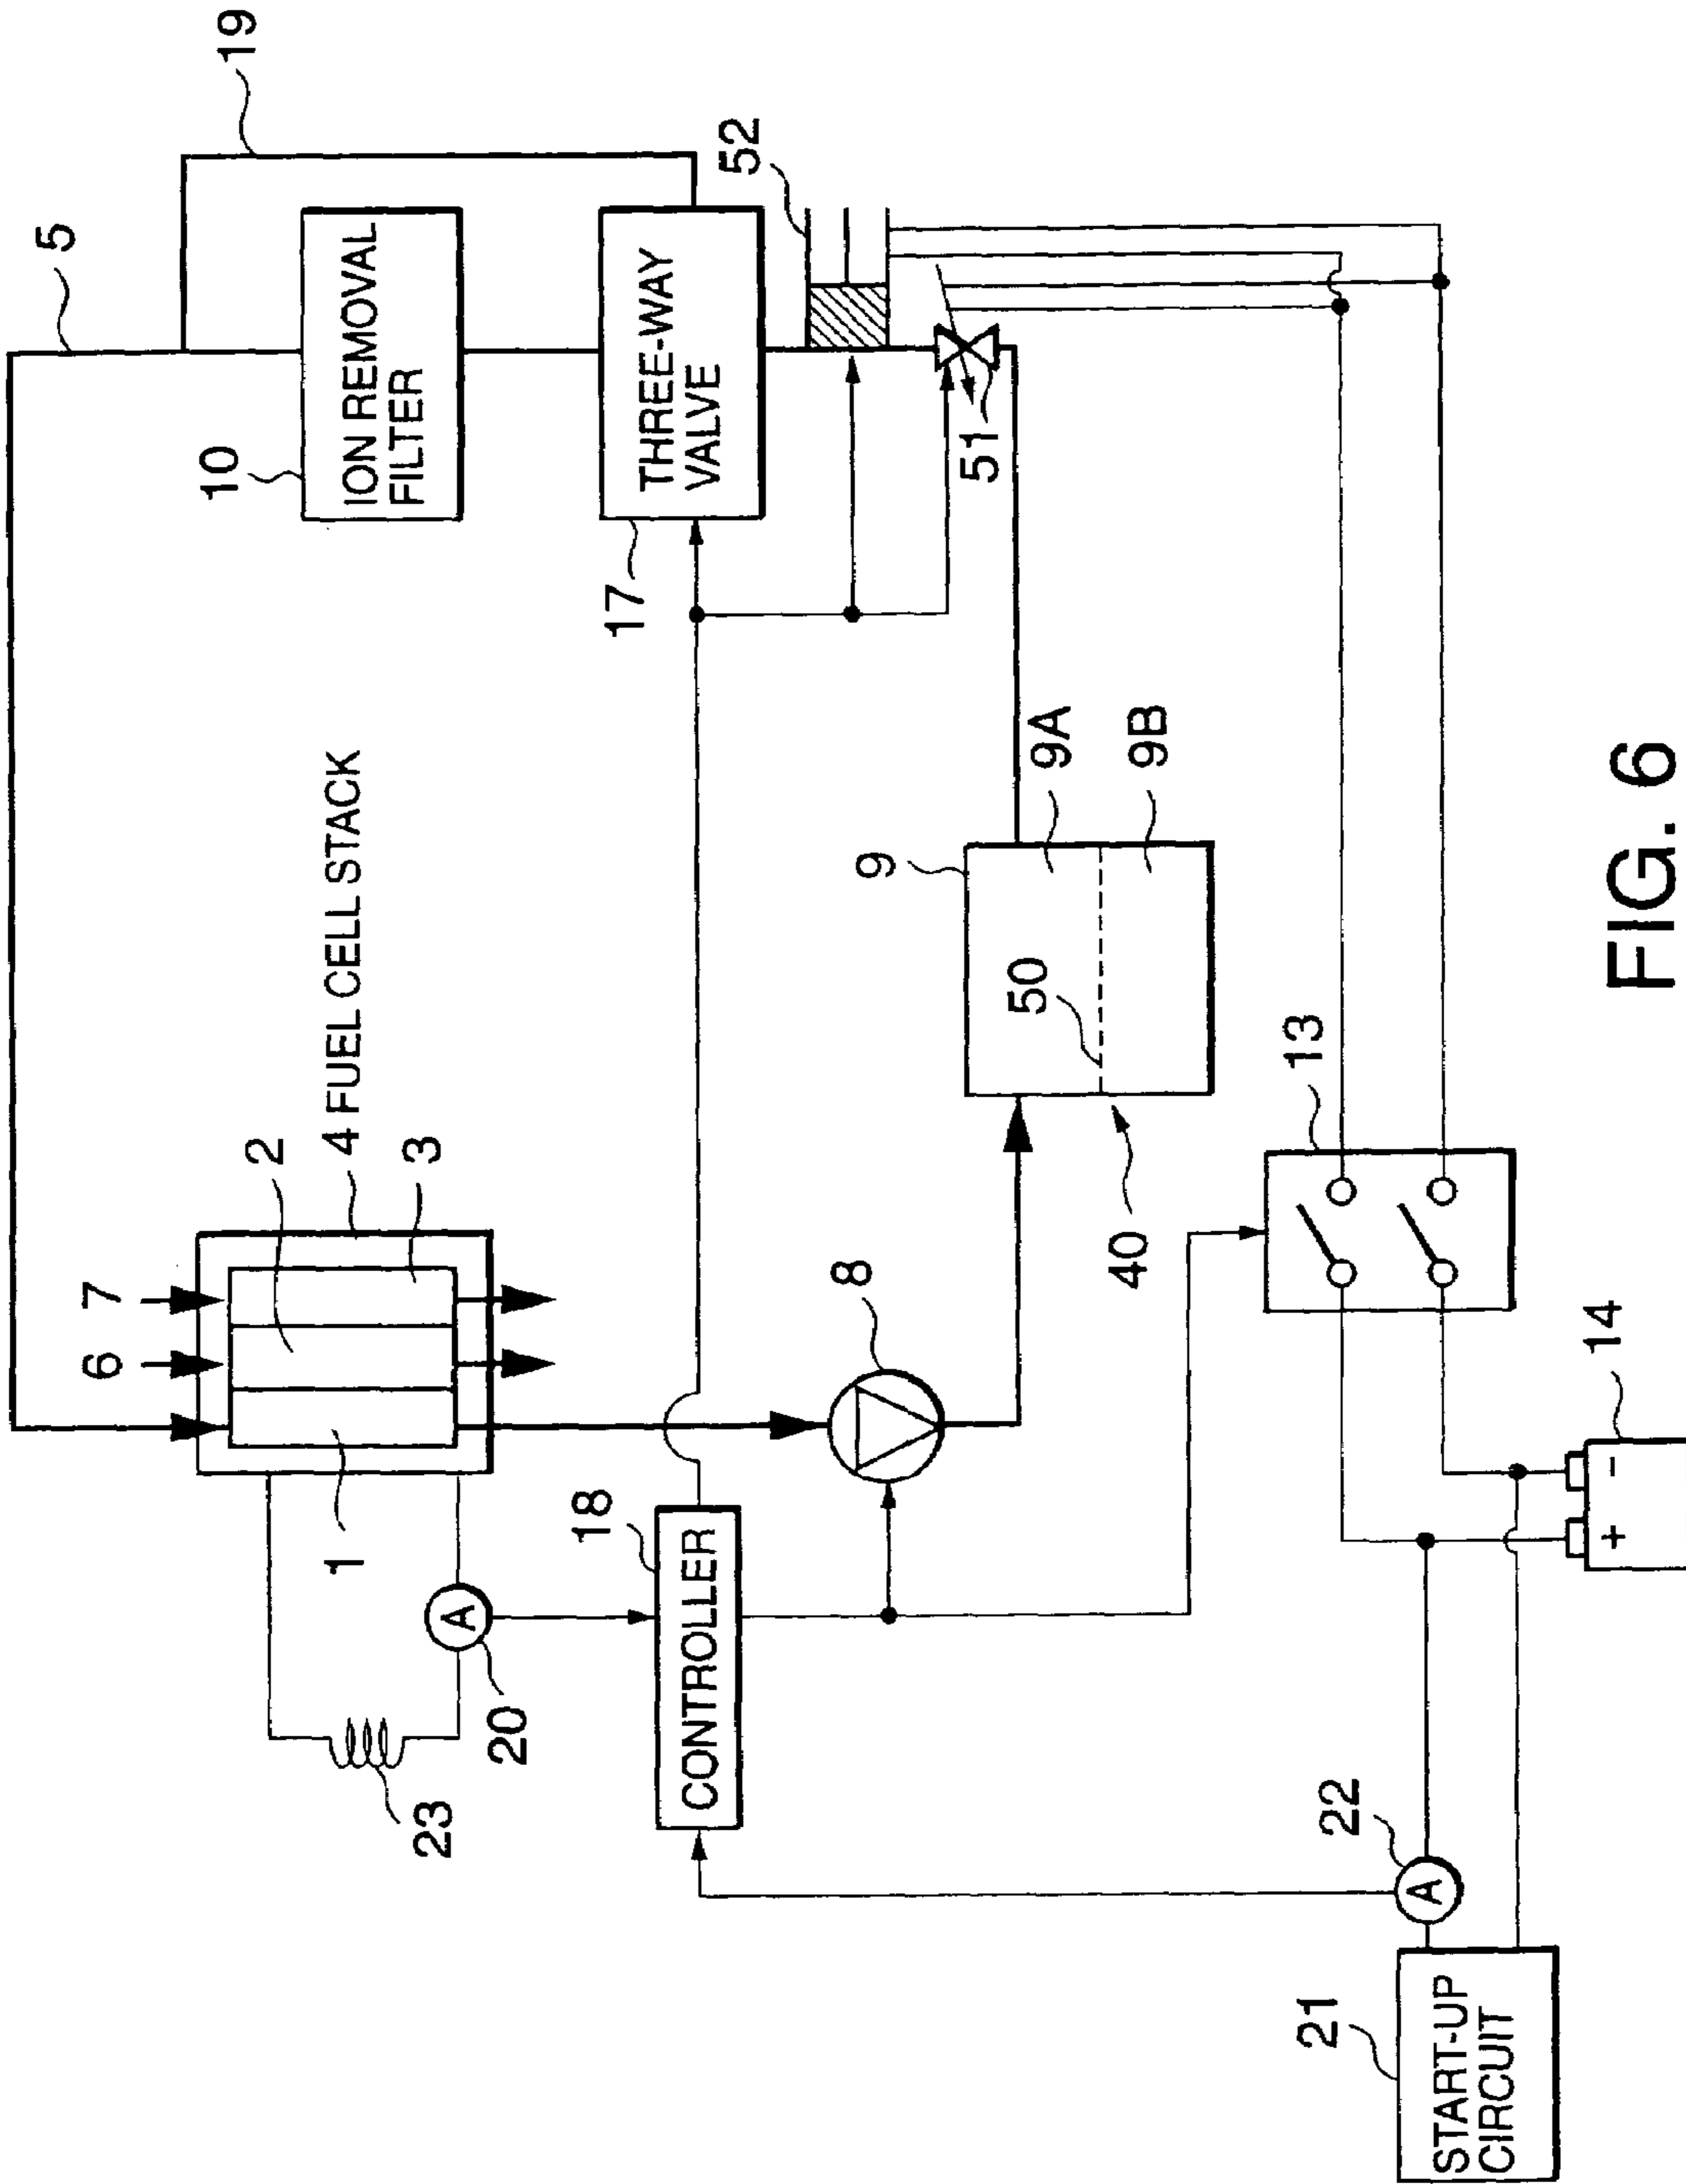 5
19
10
ION REMOVAL
FILTER
17
THREE-WAY
VALVE
52
51
7
6
2
4 FUEL CELL STACK
3
1
23
A
20
18
CONTROLLER
8
9
9A
9B
50
40
13
14
+
-
22
A
21
START-UP
CIRCUIT
FIG. 6